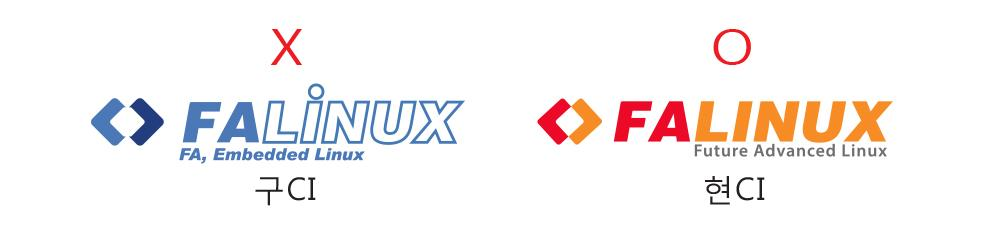 X
FALiNUX
FA, Embedded Linux
구CI
O
FALINUX
Future Advanced Linux
현CI